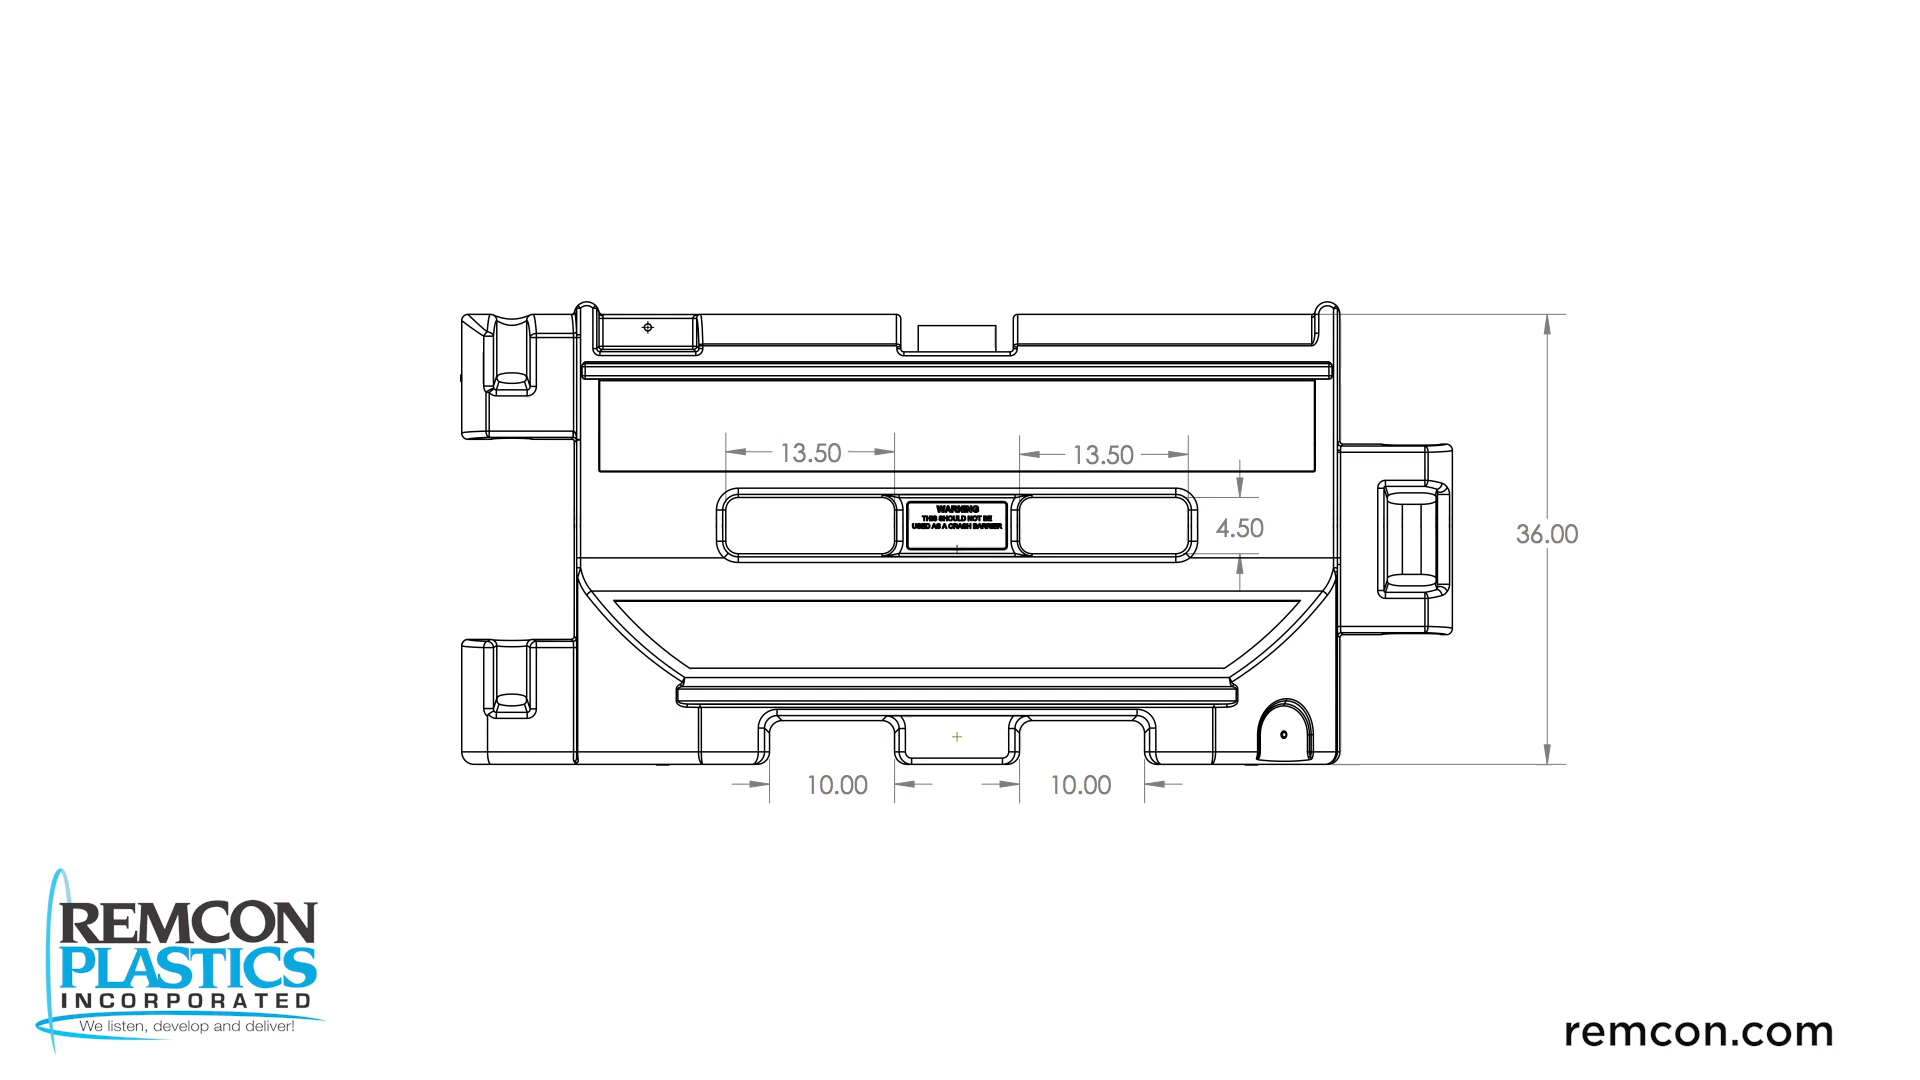 13.50
13.50
WARNING
THIS SHOULD NOT BE
USED AS A CRASH BARRIER
4.50
36.00
10.00
10.00
REMCON
PLASTICS
INCORPORATED
We listen, develop and deliver!
remcon.com